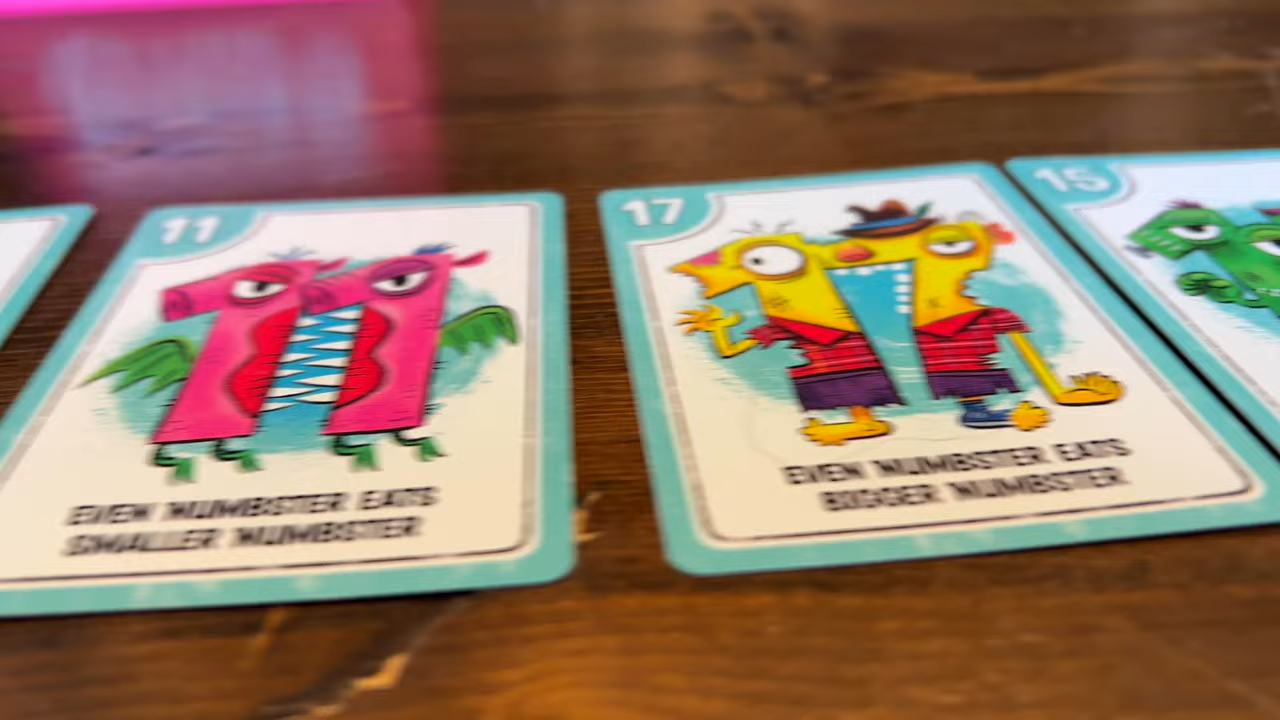 11
EVEN NUMBSTER EATS
SMALLER NUMBSTER
17
EVEN NUMBSTER EATS
BIGGER NUMBSTER
15